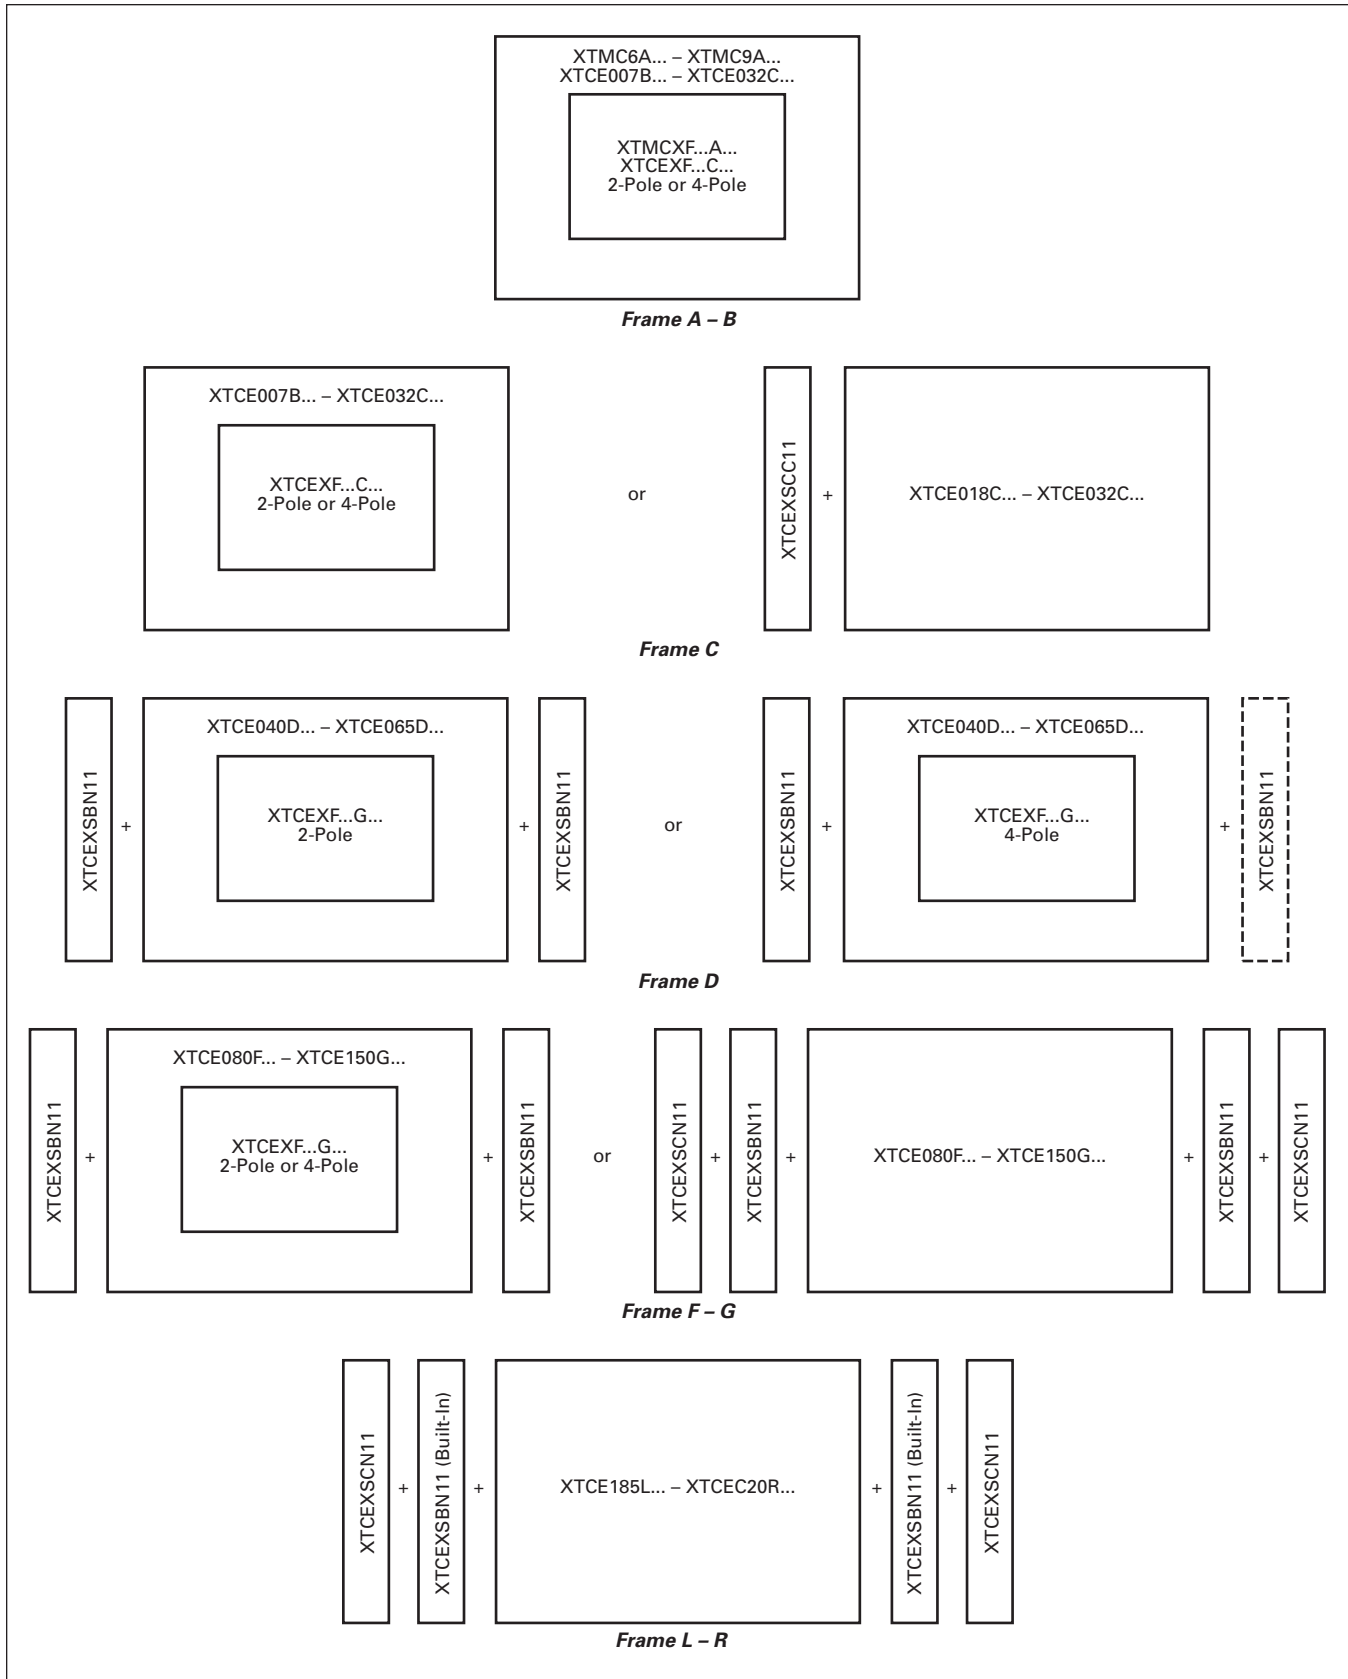 XTMC6A... – XTMC9A...
XTCE007B... – XTCE032C...
XTMCXF...A...
XTCEXF...C...
2-Pole or 4-Pole
Frame A – B
XTCE007B... – XTCE032C...
XTCEXF...C...
2-Pole or 4-Pole
or
XTCEXSCC11
+
XTCE018C... – XTCE032C...
Frame C
XTCEXSBN11
+
XTCE040D... – XTCE065D...
XTCEXF...G...
2-Pole
+
XTCEXSBN11
or
XTCEXSBN11
+
XTCE040D... – XTCE065D...
XTCEXF...G...
4-Pole
+
XTCEXSBN11
Frame D
XTCEXSBN11
+
XTCE080F... – XTCE150G...
XTCEXF...G...
2-Pole or 4-Pole
+
XTCEXSBN11
or
XTCEXSCN11
+
XTCEXSBN11
+
XTCE080F... – XTCE150G...
+
XTCEXSBN11
+
XTCEXSCN11
Frame F – G
XTCEXSCN11
+
XTCEXSBN11 (Built-In)
+
XTCE185L... – XTCEC20R...
+
XTCEXSBN11 (Built-In)
+
XTCEXSCN11
Frame L – R